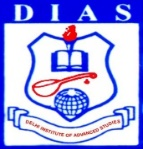 DIAS
DELHI INSTITUTE OF ADVANCED STUDIES